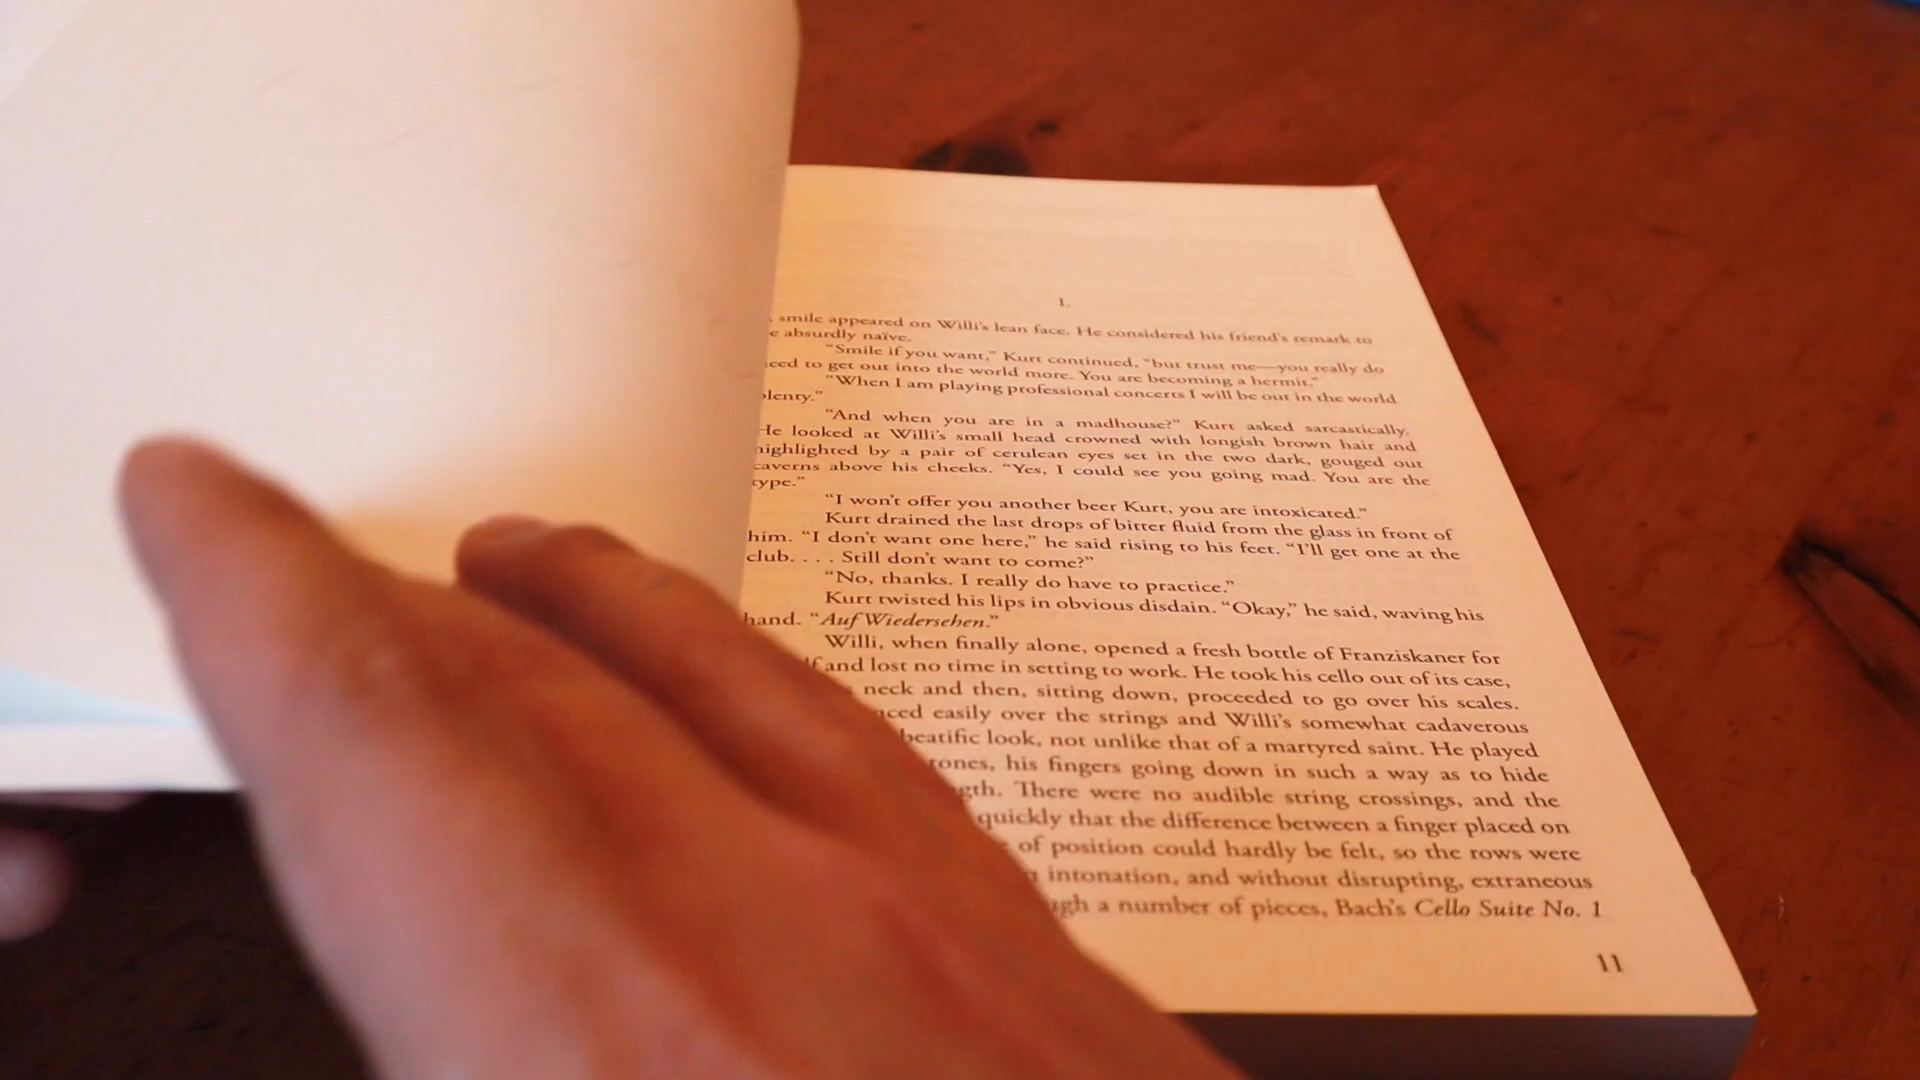 I.
smile appeared on Willi's lean face. He considered his friend's remark to
absurdly naïve.
"Smile if you want," Kurt continued, "but trust me—you really do
to get out into the world more. You are becoming a hermit."
"When I am playing professional concerts I will be out in the world
plenty."
"And when you are in a madhouse?" Kurt asked sarcastically.
He looked at Willi's small head crowned with longish brown hair and
highlighted by a pair of cerulean eyes set in the two dark, gouged out
caverns above his cheeks. "Yes, I could see you going mad. You are the
type."
"I won't offer you another beer Kurt, you are intoxicated."
Kurt drained the last drops of bitter fluid from the glass in front of
him. "I don't want one here," he said rising to his feet. "I'll get one at the
club. . . . Still don't want to come?"
"No, thanks. I really do have to practice."
Kurt twisted his lips in obvious disdain. "Okay," he said, waving his
hand. "Auf Wiedersehen."
Willi, when finally alone, opened a fresh bottle of Franziskaner for
and lost no time in setting to work. He took his cello out of its case,
neck and then, sitting down, proceeded to go over his scales.
easily over the strings and Willi's somewhat cadaverous
beatific look, not unlike that of a martyred saint. He played
tones, his fingers going down in such a way as to hide
There were no audible string crossings, and the
quickly that the difference between a finger placed on
of position could hardly be felt, so the rows were
intonation, and without disrupting, extraneous
a number of pieces, Bach's Cello Suite No. 1
11